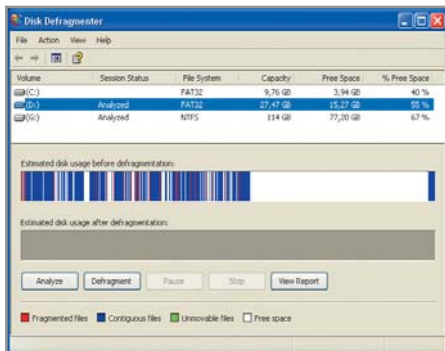 Disk Defragmenter
File Action View Help
Volume Session Status File System Capacity Free Space % Free Space
(C:) FAT32 9,76 GB 3,94 GB 40 %
(D:) Analyzed FAT32 27,47 GB 15,27 GB 55 %
(G:) Analyzed NTFS 114 GB 77,20 GB 67 %
Estimated disk usage before defragmentation:
Estimated disk usage after defragmentation:
Analyze Defragment Pause Stop View Report
Fragmented files Contiguous files Unmovable files Free space